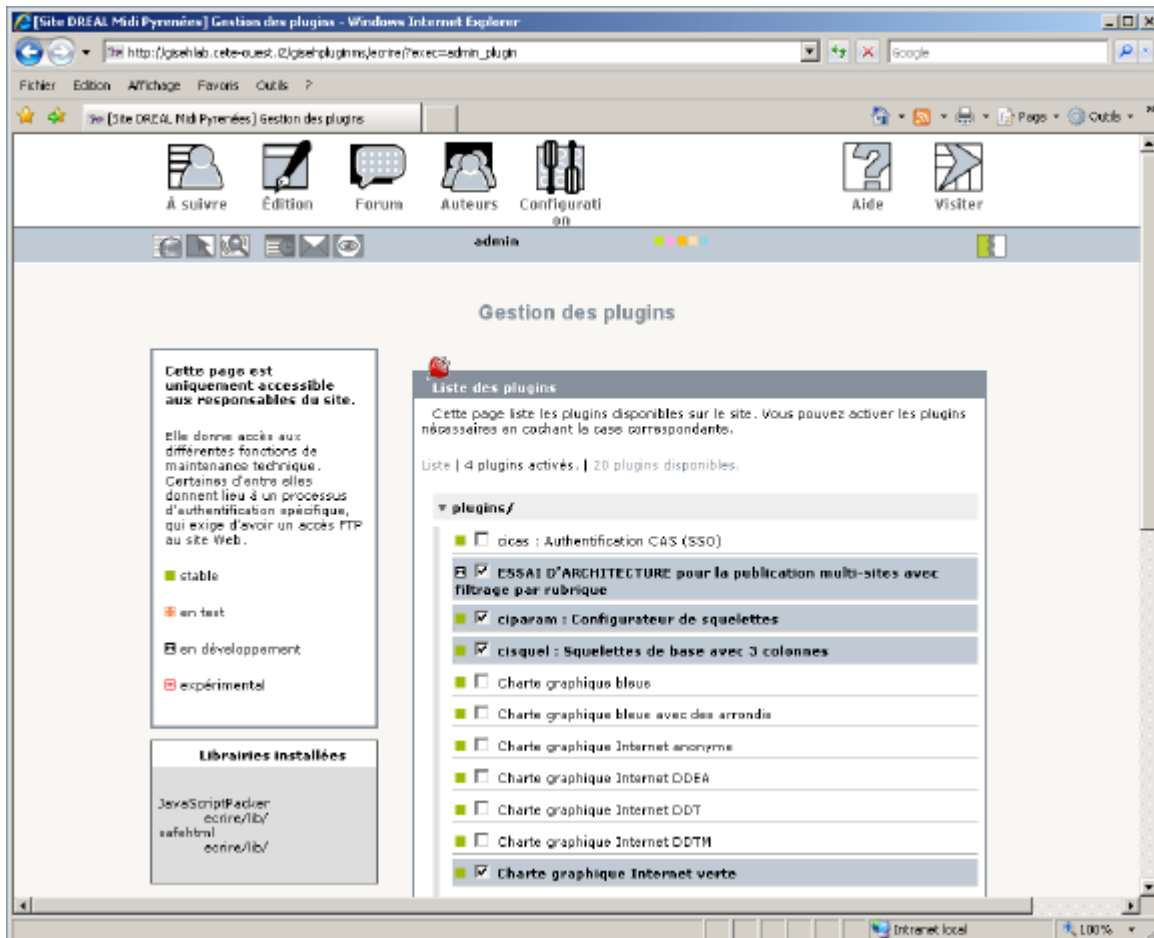 [Site DREAL Midi Pyrenées] Gestion des plugins - Windows Internet Explorer
Google
Fichier Edition Affichage Favoris Outils ?
[Site DREAL Midi Pyrenées] Gestion des plugins
Page Outils
À suivre Édition Forum Auteurs Configurati
on
Aide Visiter
admin
Gestion des plugins
Cette page est
uniquement accessible
aux responsables du site.
Elle donne accès aux
différentes fonctions de
maintenance technique.
Certaines d'entre elles
donnent lieu à un processus
d'authentification spécifique,
qui exige d'avoir un accès FTP
au site Web.
stable
en test
en développement
expérimental
Librairies installées
JavaScriptPacker
ecrire/lib/
safehtml
ecrire/lib/
Liste des plugins
Cette page liste les plugins disponibles sur le site. Vous pouvez activer les plugins
nécessaires en cochant la case correspondante.
Liste | 4 plugins activés. | 20 plugins disponibles.
plugins/
cicas : Authentification CAS (SSO)
ESSAI D'ARCHITECTURE pour la publication multi-sites avec
filtrage par rubrique
ciparam : Configurateur de squelettes
cisquel : Squelettes de base avec 3 colonnes
Charte graphique bleue
Charte graphique bleue avec des arrondis
Charte graphique Internet anonyme
Charte graphique Internet DDEA
Charte graphique Internet DDT
Charte graphique Internet DDTM
Charte graphique Internet verte
Intranet local
100%